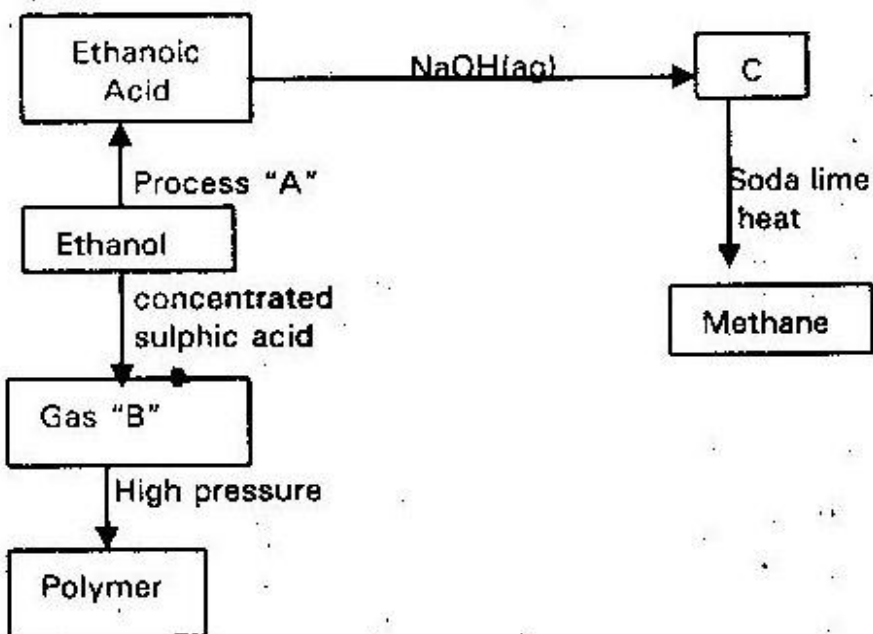 Ethanoic
Acid
NaOH(aq)
C
Process "A"
Soda lime
heat
Ethanol
concentrated
sulphic acid
Methane
Gas "B"
High pressure
Polymer